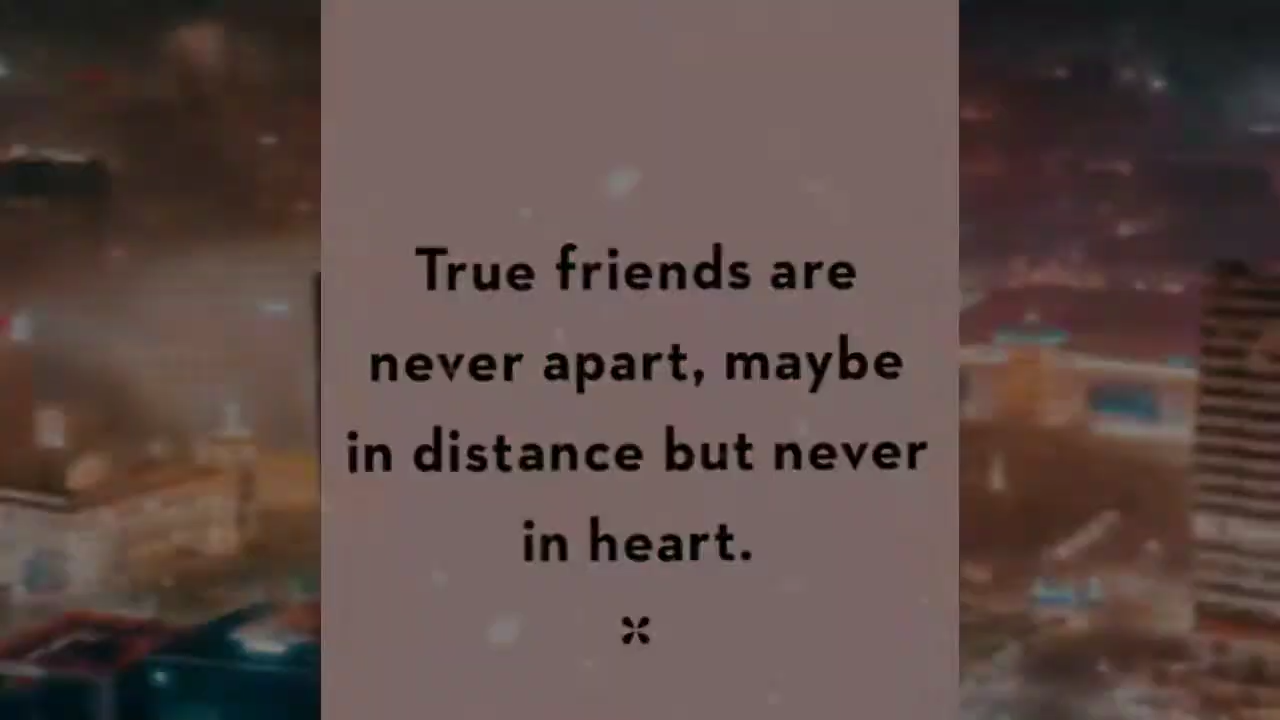 True friends are
never apart, maybe
in distance but never
in heart.